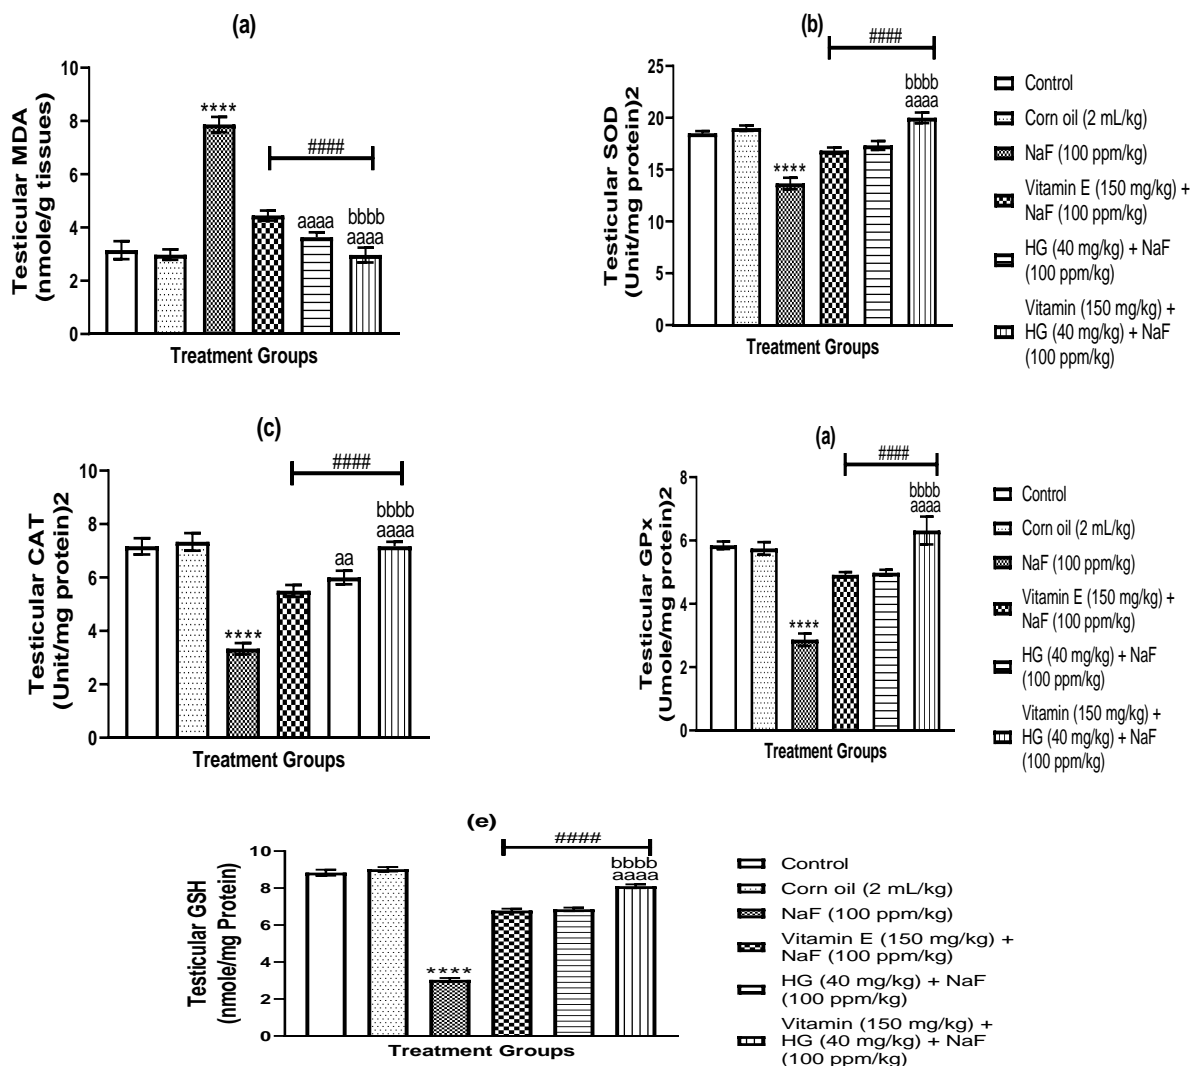 (a)
####
****
aaaa
bbbb
aaaa
10
8
6
4
2
0
Testicular MDA
(nmole/g tissues)
Treatment Groups
(b)
####
bbbb
aaaa
****
25
20
15
10
5
0
Testicular SOD
(Unit/mg protein)2
Treatment Groups
Control
Corn oil (2 mL/kg)
NaF (100 ppm/kg)
Vitamin E (150 mg/kg) +
NaF (100 ppm/kg)
HG (40 mg/kg) + NaF
(100 ppm/kg)
Vitamin (150 mg/kg) +
HG (40 mg/kg) + NaF
(100 ppm/kg)
(c)
####
bbbb
aaaa
aa
****
10
8
6
4
2
0
Testicular CAT
(Unit/mg protein)2
Treatment Groups
(a)
####
bbbb
aaaa
****
8
6
4
2
0
Testicular GPx
(Umole/mg protein)2
Treatment Groups
Control
Corn oil (2 mL/kg)
NaF (100 ppm/kg)
Vitamin E (150 mg/kg) +
NaF (100 ppm/kg)
HG (40 mg/kg) + NaF
(100 ppm/kg)
Vitamin (150 mg/kg) +
HG (40 mg/kg) + NaF
(100 ppm/kg)
(e)
####
bbbb
aaaa
****
10
8
6
4
2
0
Testicular GSH
(nmole/mg Protein)
Treatment Groups
Control
Corn oil (2 mL/kg)
NaF (100 ppm/kg)
Vitamin E (150 mg/kg) +
NaF (100 ppm/kg)
HG (40 mg/kg) + NaF
(100 ppm/kg)
Vitamin (150 mg/kg) +
HG (40 mg/kg) + NaF
(100 ppm/kg)